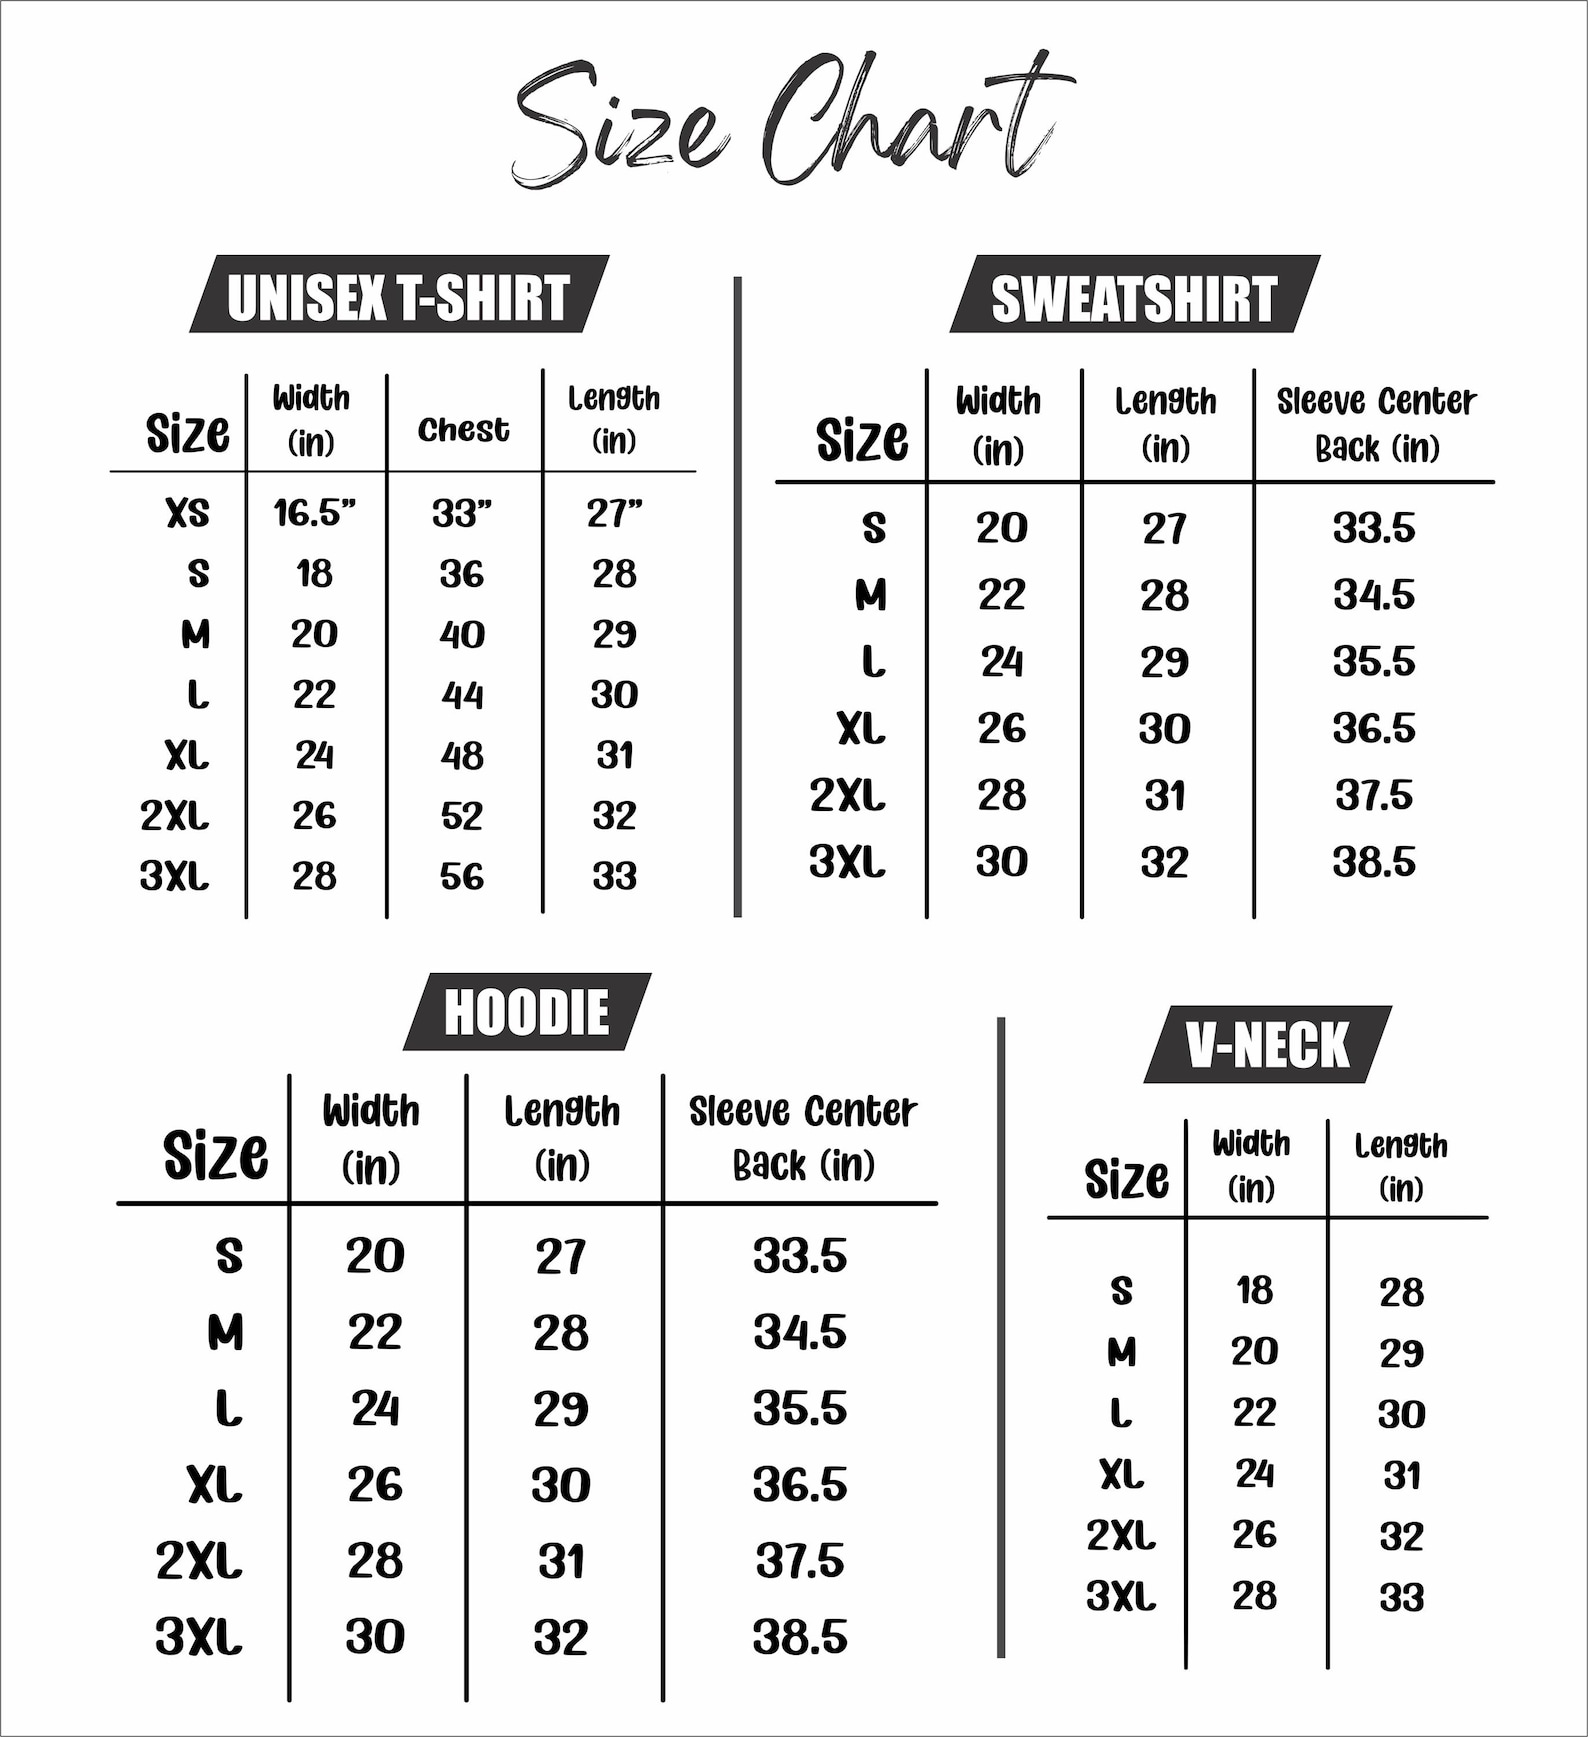 Size Chart
UNISEX T-SHIRT
Size Width (in) Chest Length (in)
XS 16.5” 33” 27”
S 18 36 28
M 20 40 29
L 22 44 30
XL 24 48 31
2XL 26 52 32
3XL 28 56 33
SWEATSHIRT
Size Width (in) Length (in) Sleeve Center Back (in)
S 20 27 33.5
M 22 28 34.5
L 24 29 35.5
XL 26 30 36.5
2XL 28 31 37.5
3XL 30 32 38.5
HOODIE
Size Width (in) Length (in) Sleeve Center Back (in)
S 20 27 33.5
M 22 28 34.5
L 24 29 35.5
XL 26 30 36.5
2XL 28 31 37.5
3XL 30 32 38.5
V-NECK
Size Width (in) Length (in)
S 18 28
M 20 29
L 22 30
XL 24 31
2XL 26 32
3XL 28 33